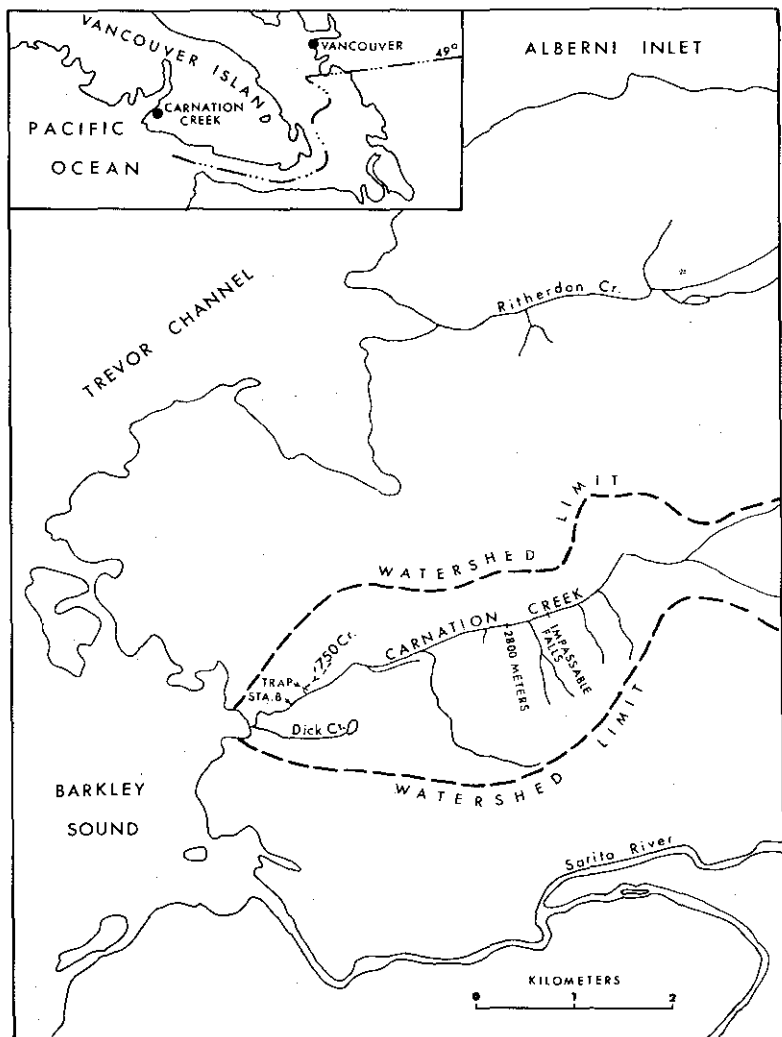 VANCOUVER ISLAND
VANCOUVER
49°
CARNATION
CREEK
PACIFIC
OCEAN
ALBERNI INLET
TREVOR CHANNEL
Ritherdon Cr.
WATERSHED LIMIT
CARNATION CREEK
750 Cr.
TRAP
STA. B
2800 METERS
IMPASSABLE
FALLS
Dick Cr.
WATERSHED LIMIT
BARKLEY
SOUND
Sarita River
KILOMETERS
0 1 2